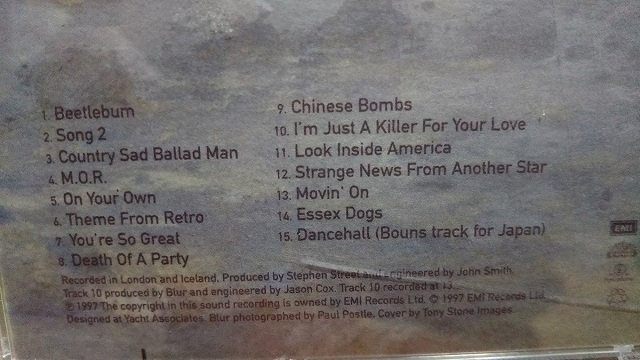 1. Beetlebum
2. Song 2
3. Country Sad Ballad Man
4. M.O.R.
5. On Your Own
6. Theme From Retro
7. You're So Great
8. Death Of A Party
9. Chinese Bombs
10. I'm Just A Killer For Your Love
11. Look Inside America
12. Strange News From Another Star
13. Movin' On
14. Essex Dogs
15. Dancehall (Bouns track for Japan)
Recorded in London and Iceland. Produced by Stephen Street and engineered by John Smith.
Track 10 produced by Blur and engineered by Jason Cox. Track 10 recorded at 13.
℗ 1997 The copyright in this sound recording is owned by EMI Records Ltd. © 1997 EMI Records Ltd.
Designed at Yacht Associates. Blur photographed by Paul Postle. Cover by Tony Stone Images
EMI